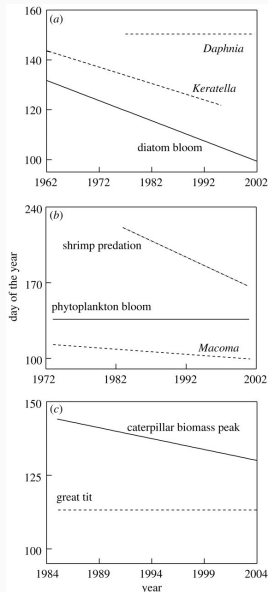 160
(a)
Daphnia
140
Keratella
120
diatom bloom
100
1962 1972 1982 1992 2002
240
(b)
shrimp predation
170
phytoplankton bloom
Macoma
100
1972 1982 1992 2002
day of the year
150
(c)
caterpillar biomass peak
125
great tit
100
1984 1989 1994 1999 2004
year